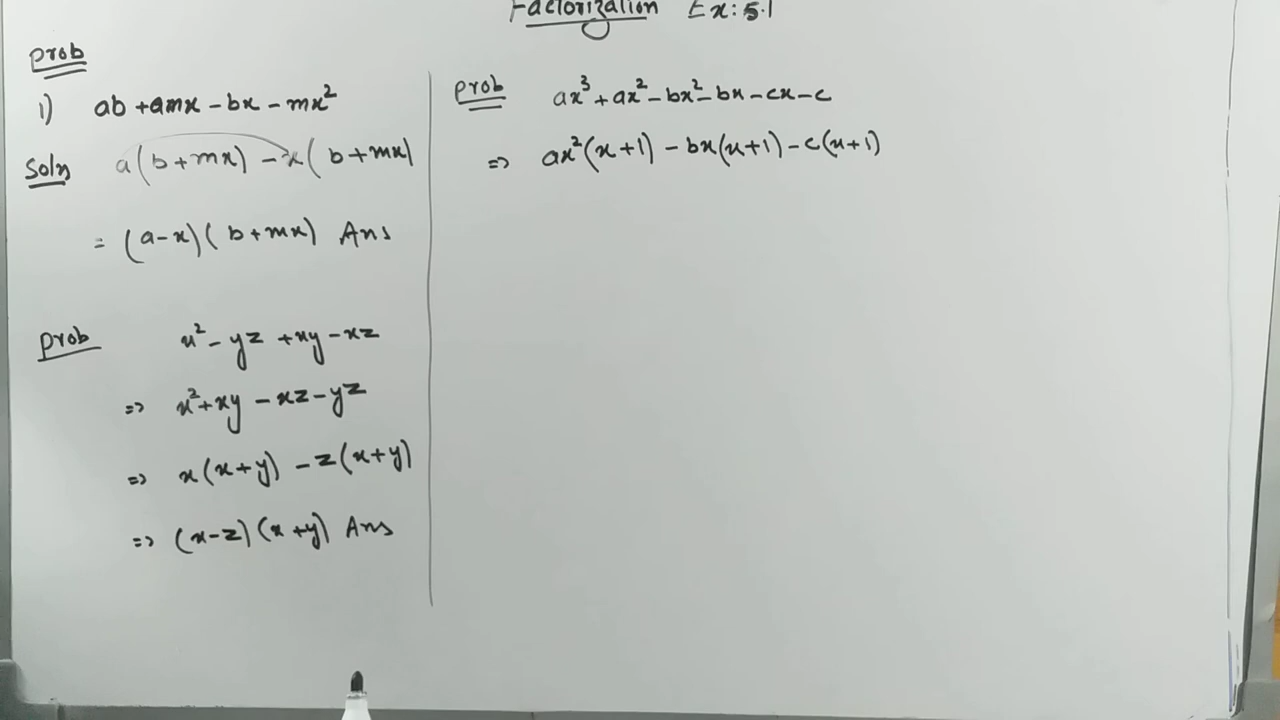 Factorization Ex: 5.1
Prob
1) ab + amx - bx - mx²
Soln a(b+mx) - x(b+mx)
= (a-x)(b+mx) Ans
Prob x² - yz + xy - xz
=> x² + xy - xz - yz
=> x(x+y) - z(x+y)
=> (x-z)(x+y) Ans
Prob ax³ + ax² - bx² - bx - cx - c
=> ax²(x+1) - bx(x+1) - c(x+1)